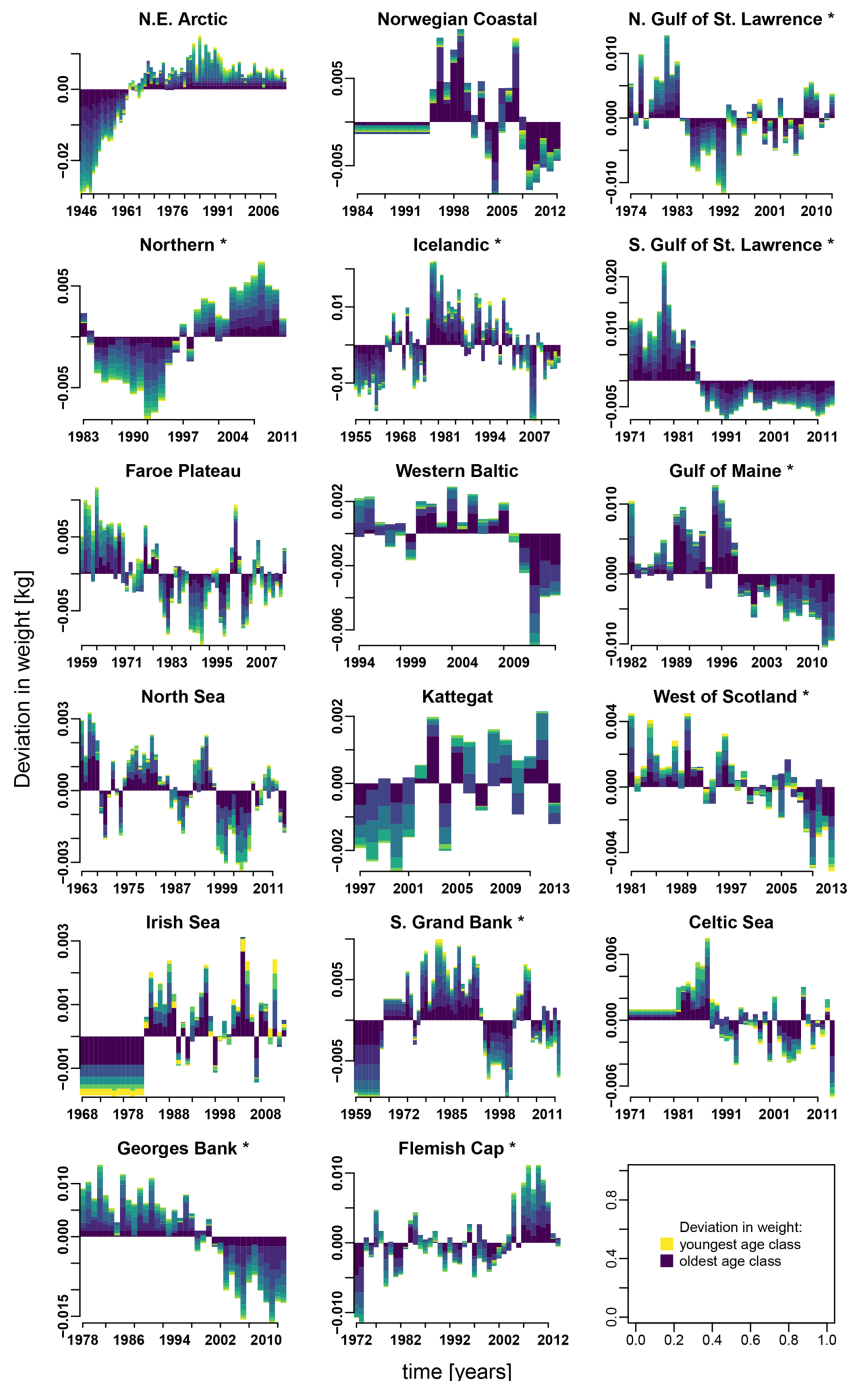 N.E. Arctic
0.00
−0.02
1946 1961 1976 1991 2006
Norwegian Coastal
0.005
−0.005
1984 1991 1998 2005 2012
N. Gulf of St. Lawrence *
0.010
0.000
−0.010
1974 1983 1992 2001 2010
Northern *
0.005
−0.005
1983 1990 1997 2004 2011
Icelandic *
0.01
−0.01
1955 1968 1981 1994 2007
S. Gulf of St. Lawrence *
0.020
0.010
−0.005
1971 1981 1991 2001 2011
Faroe Plateau
0.005
−0.005
1959 1971 1983 1995 2007
Western Baltic
0.002
−0.002
−0.006
1994 1999 2004 2009
Gulf of Maine *
0.010
0.000
−0.010
1982 1989 1996 2003 2010
Deviation in weight [kg]
North Sea
0.003
0.000
−0.003
1963 1975 1987 1999 2011
Kattegat
0.002
0.000
−0.002
1997 2001 2005 2009 2013
West of Scotland *
0.004
0.000
−0.004
1981 1989 1997 2005 2013
Irish Sea
0.003
0.001
−0.001
1968 1978 1988 1998 2008
S. Grand Bank *
0.005
−0.005
1959 1972 1985 1998 2011
Celtic Sea
0.006
0.000
−0.006
1971 1981 1991 2001 2011
Georges Bank *
0.010
0.000
−0.015
1978 1986 1994 2002 2010
Flemish Cap *
0.010
0.000
−0.010
1972 1982 1992 2002 2012
0.8
0.4
0.0
Deviation in weight:
youngest age class
oldest age class
0.0 0.2 0.4 0.6 0.8 1.0
time [years]